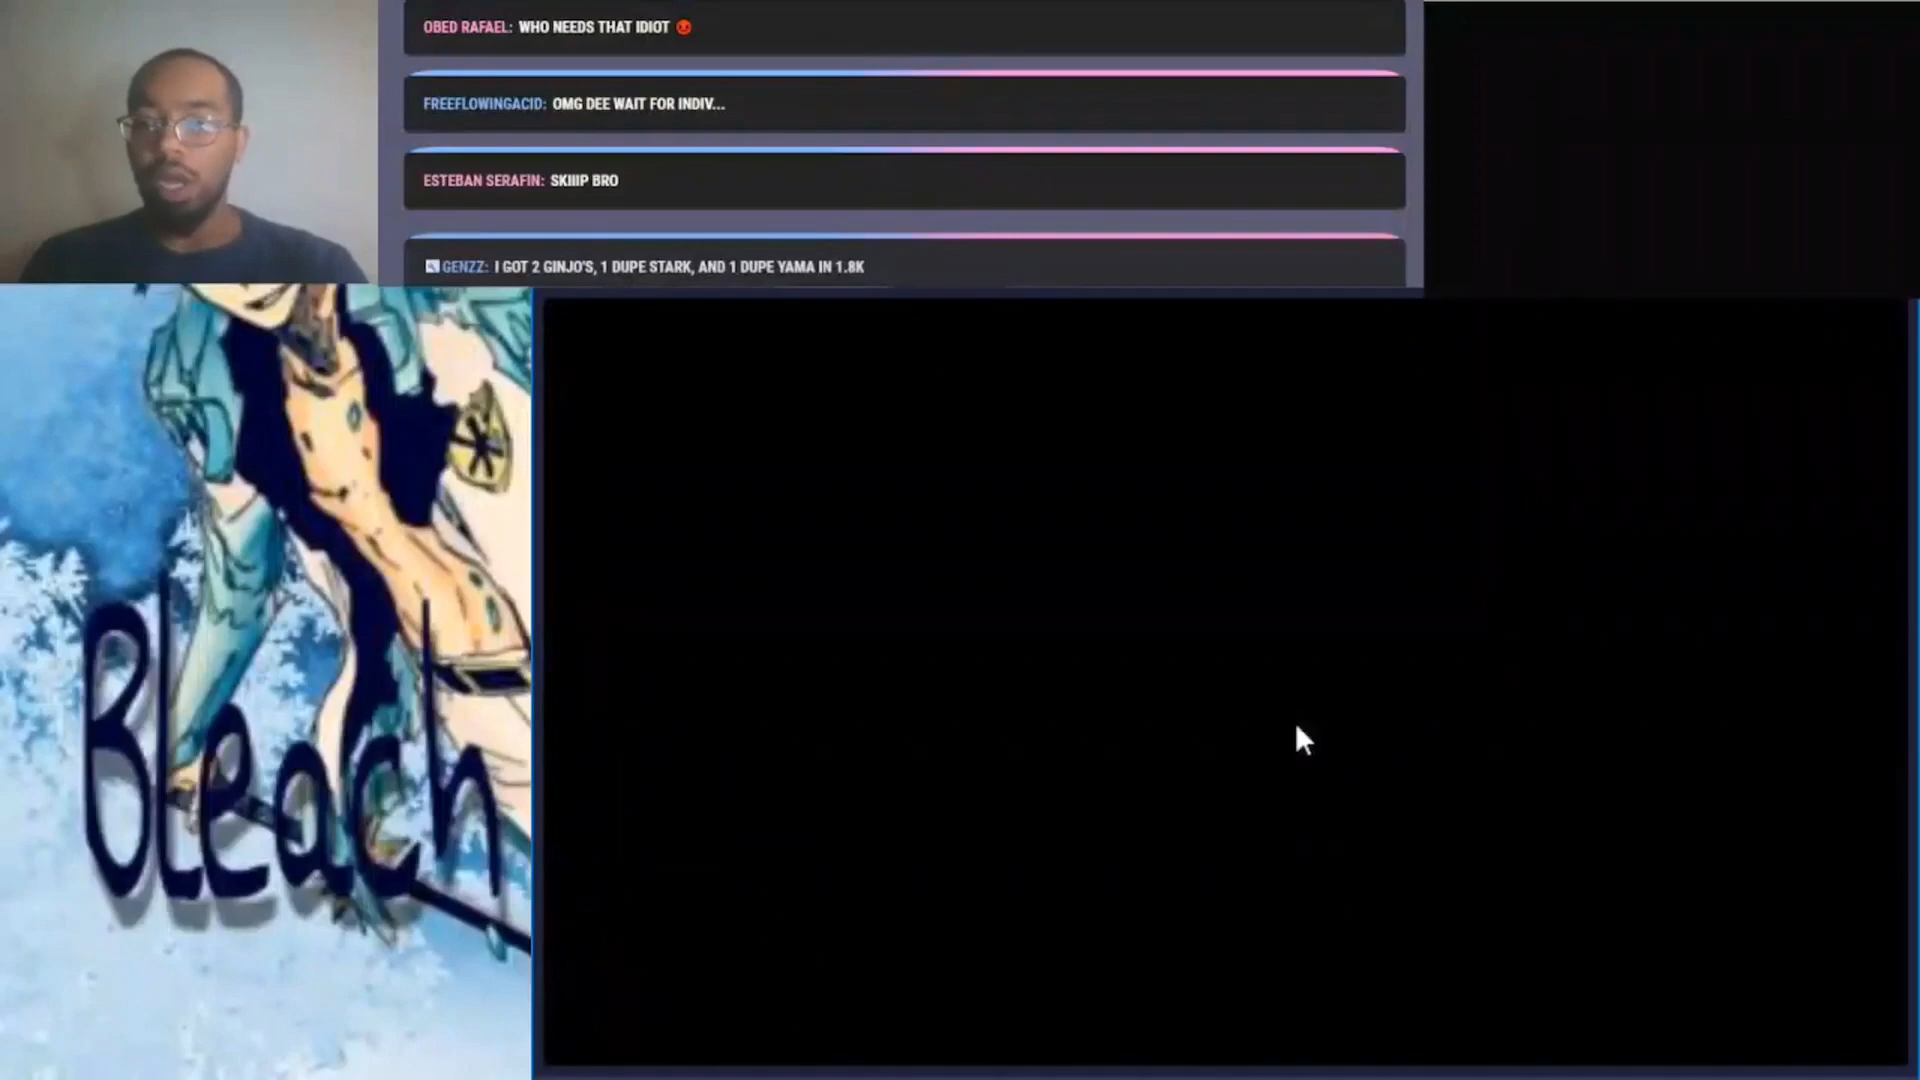 OBED RAFAEL: WHO NEEDS THAT IDIOT
FREEFLOWINGACID: OMG DEE WAIT FOR INDIV...
ESTEBAN SERAFIN: SKIIIP BRO
GENZZ: I GOT 2 GINJO'S, 1 DUPE STARK, AND 1 DUPE YAMA IN 1.8K
Bleach